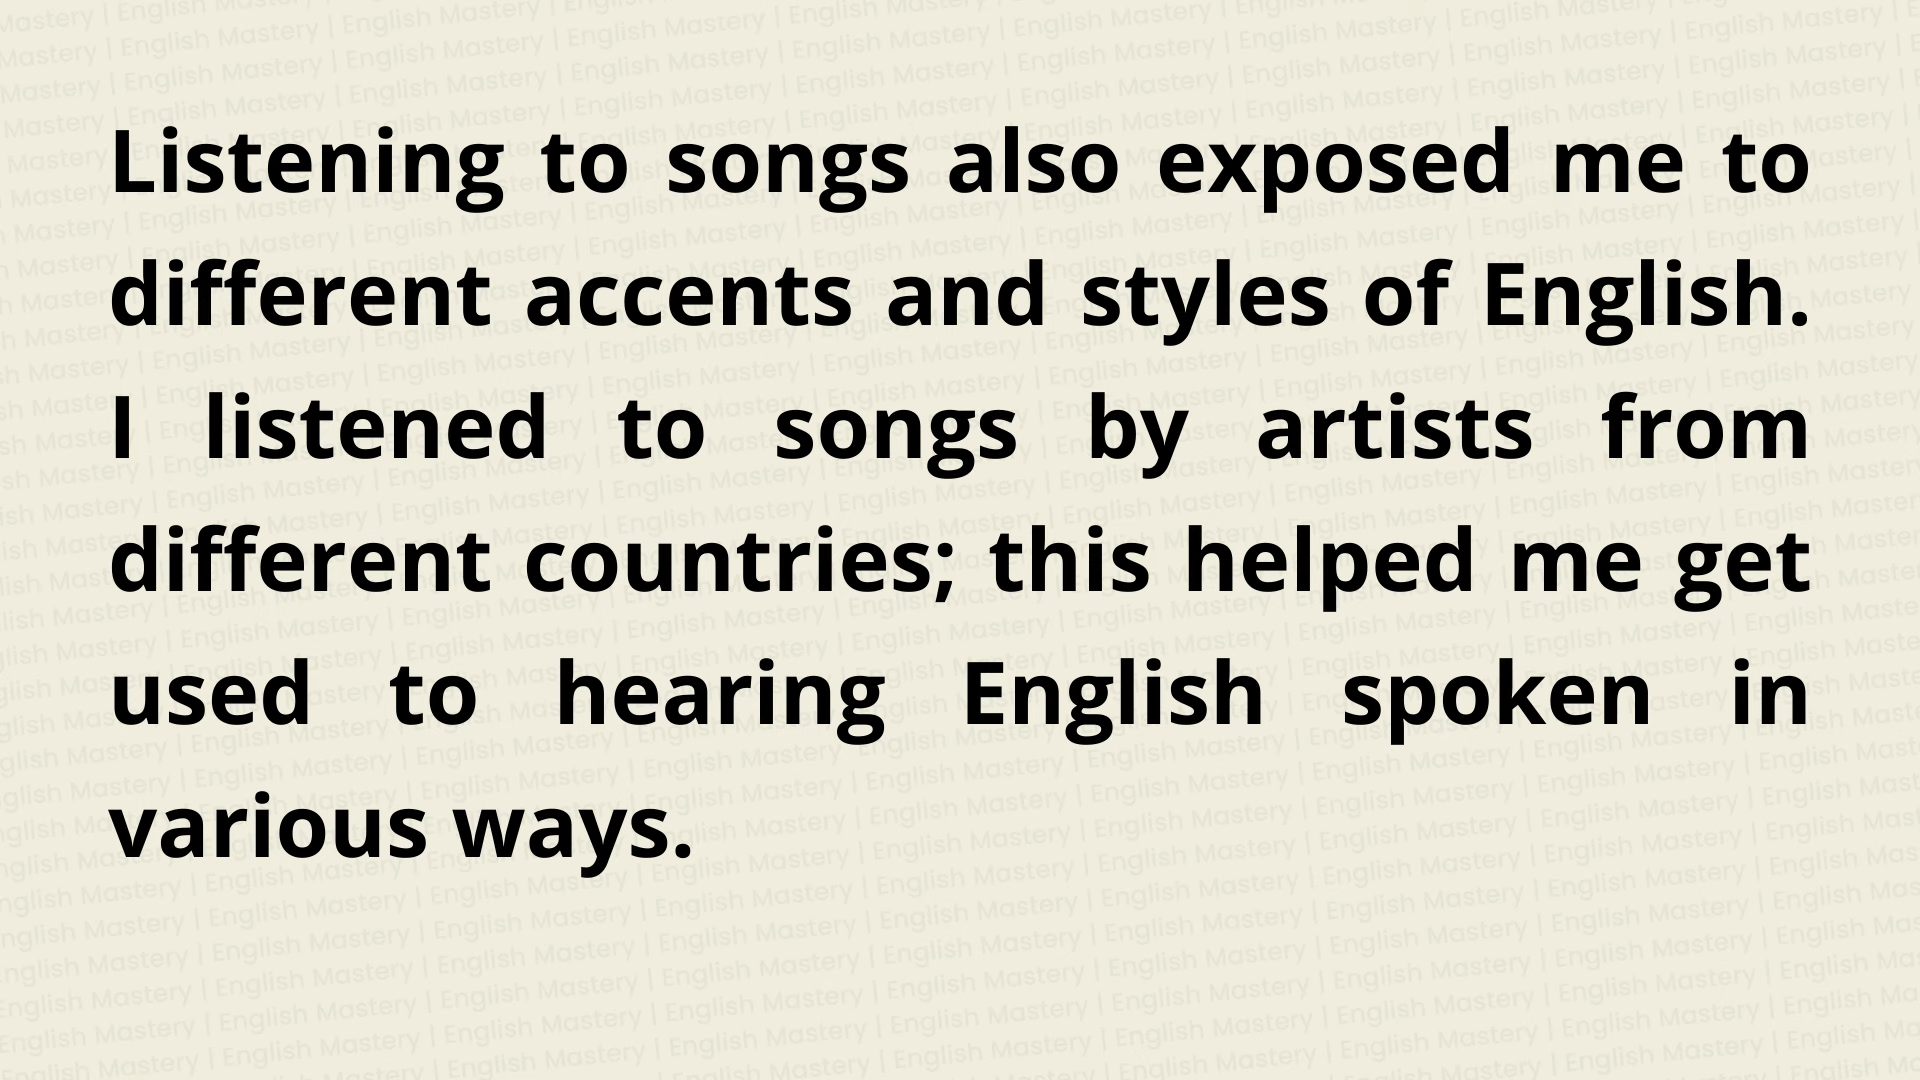 Listening to songs also exposed me to
different accents and styles of English.
I listened to songs by artists from
different countries; this helped me get
used to hearing English spoken in
various ways.